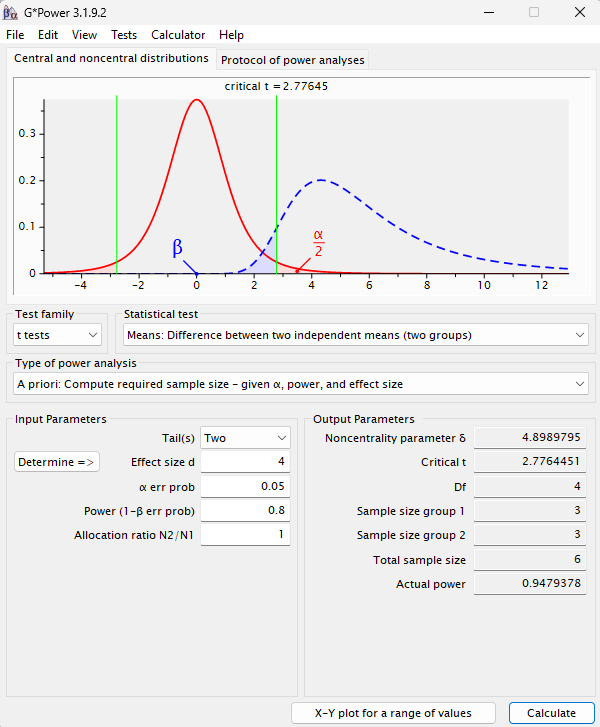 G*Power 3.1.9.2
File Edit View Tests Calculator Help
Central and noncentral distributions Protocol of power analyses
critical t = 2.77645
0.3
0.2
0.1
0
β
α
2
-4 -2 0 2 4 6 8 10 12
Test family Statistical test
t tests Means: Difference between two independent means (two groups)
Type of power analysis
A priori: Compute required sample size – given α, power, and effect size
Input Parameters Output Parameters
Tail(s) Two Noncentrality parameter δ 4.8989795
Determine => Effect size d 4 Critical t 2.7764451
α err prob 0.05 Df 4
Power (1-β err prob) 0.8 Sample size group 1 3
Allocation ratio N2/N1 1 Sample size group 2 3
Total sample size 6
Actual power 0.9479378
X-Y plot for a range of values Calculate